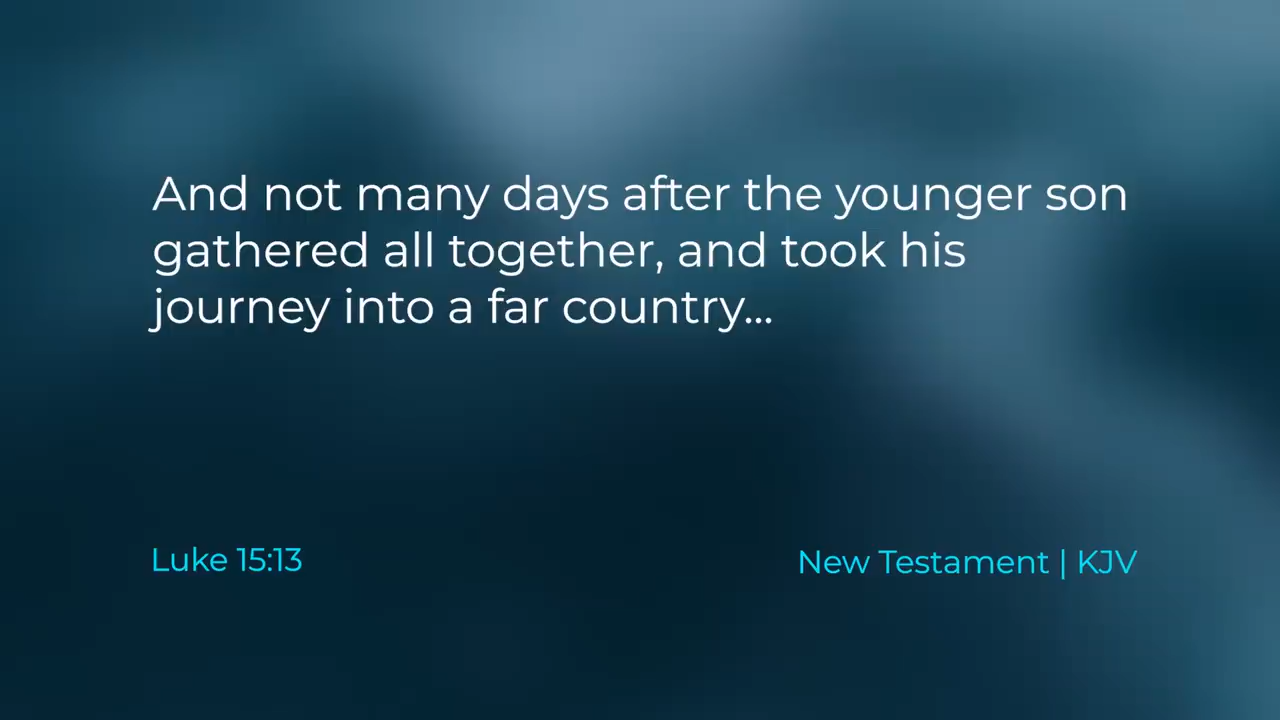 And not many days after the younger son
gathered all together, and took his
journey into a far country...
Luke 15:13
New Testament | KJV